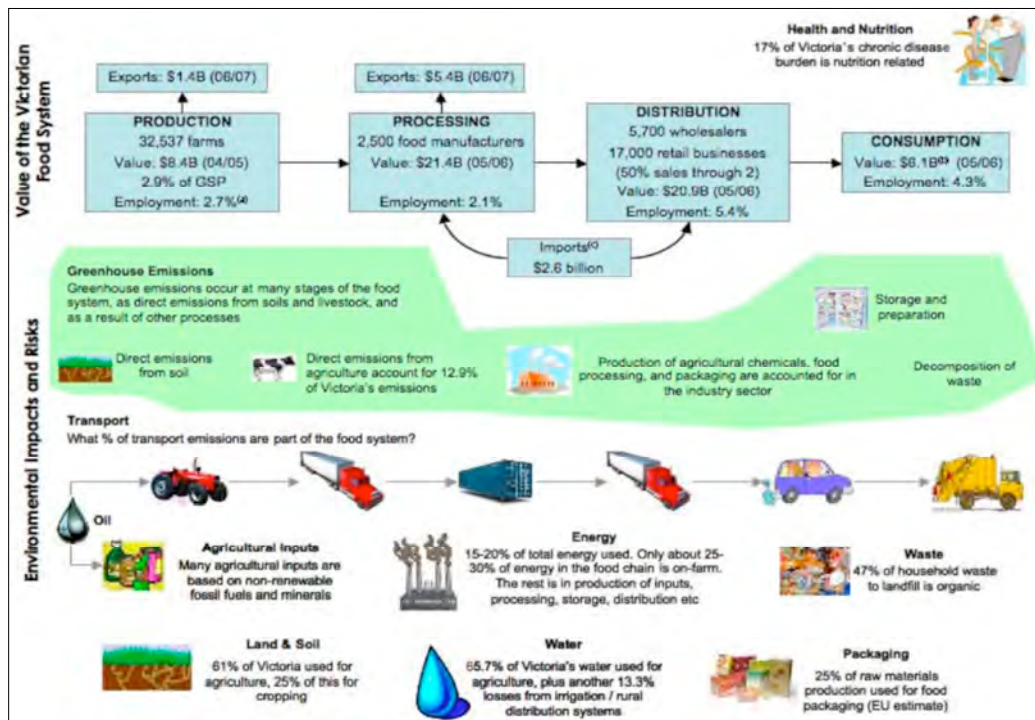 Value of the Victorian
Food System
Health and Nutrition
17% of Victoria's chronic disease
burden is nutrition related
Exports: $1.4B (06/07)
Exports: $5.4B (06/07)
PRODUCTION
32,537 farms
Value: $8.4B (04/05)
2.9% of GSP
Employment: 2.7%(a)
PROCESSING
2,500 food manufacturers
Value: $21.4B (05/06)
Employment: 2.1%
DISTRIBUTION
5,700 wholesalers
17,000 retail businesses
(50% sales through 2)
Value: $20.9B (05/06)
Employment: 5.4%
CONSUMPTION
Value: $6.1B(b) (05/06)
Employment: 4.3%
Imports(c)
$2.6 billion
Environmental Impacts and Risks
Greenhouse Emissions
Greenhouse emissions occur at many stages of the food
system, as direct emissions from soils and livestock, and
as a result of other processes
Storage and
preparation
Direct emissions
from soil
Direct emissions from
agriculture account for 12.9%
of Victoria's emissions
Production of agricultural chemicals, food
processing, and packaging are accounted for in
the industry sector
Decomposition of
waste
Transport
What % of transport emissions are part of the food system?
Oil
Agricultural Inputs
Many agricultural inputs are
based on non-renewable
fossil fuels and minerals
Energy
15-20% of total energy used. Only about 25-
30% of energy in the food chain is on-farm.
The rest is in production of inputs,
processing, storage, distribution etc
Waste
47% of household waste
to landfill is organic
Land & Soil
61% of Victoria used for
agriculture, 25% of this for
cropping
Water
65.7% of Victoria's water used for
agriculture, plus another 13.3%
losses from irrigation / rural
distribution systems
Packaging
25% of raw materials
production used for food
packaging (EU estimate)